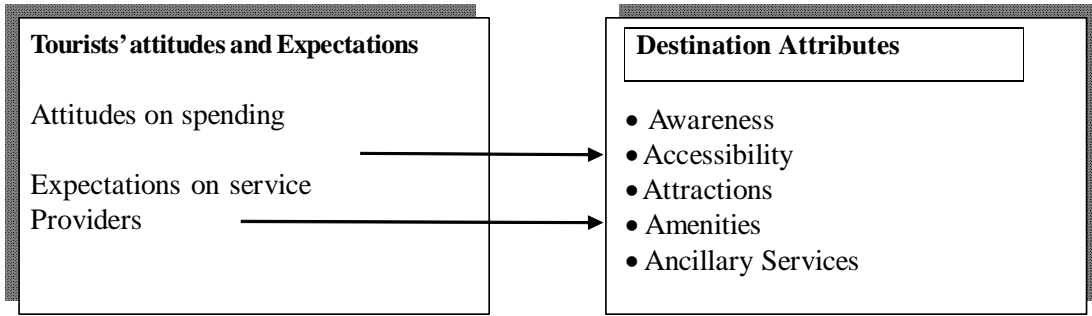 Tourists' attitudes and Expectations
Attitudes on spending
Expectations on service
Providers
Destination Attributes
• Awareness
• Accessibility
• Attractions
• Amenities
• Ancillary Services